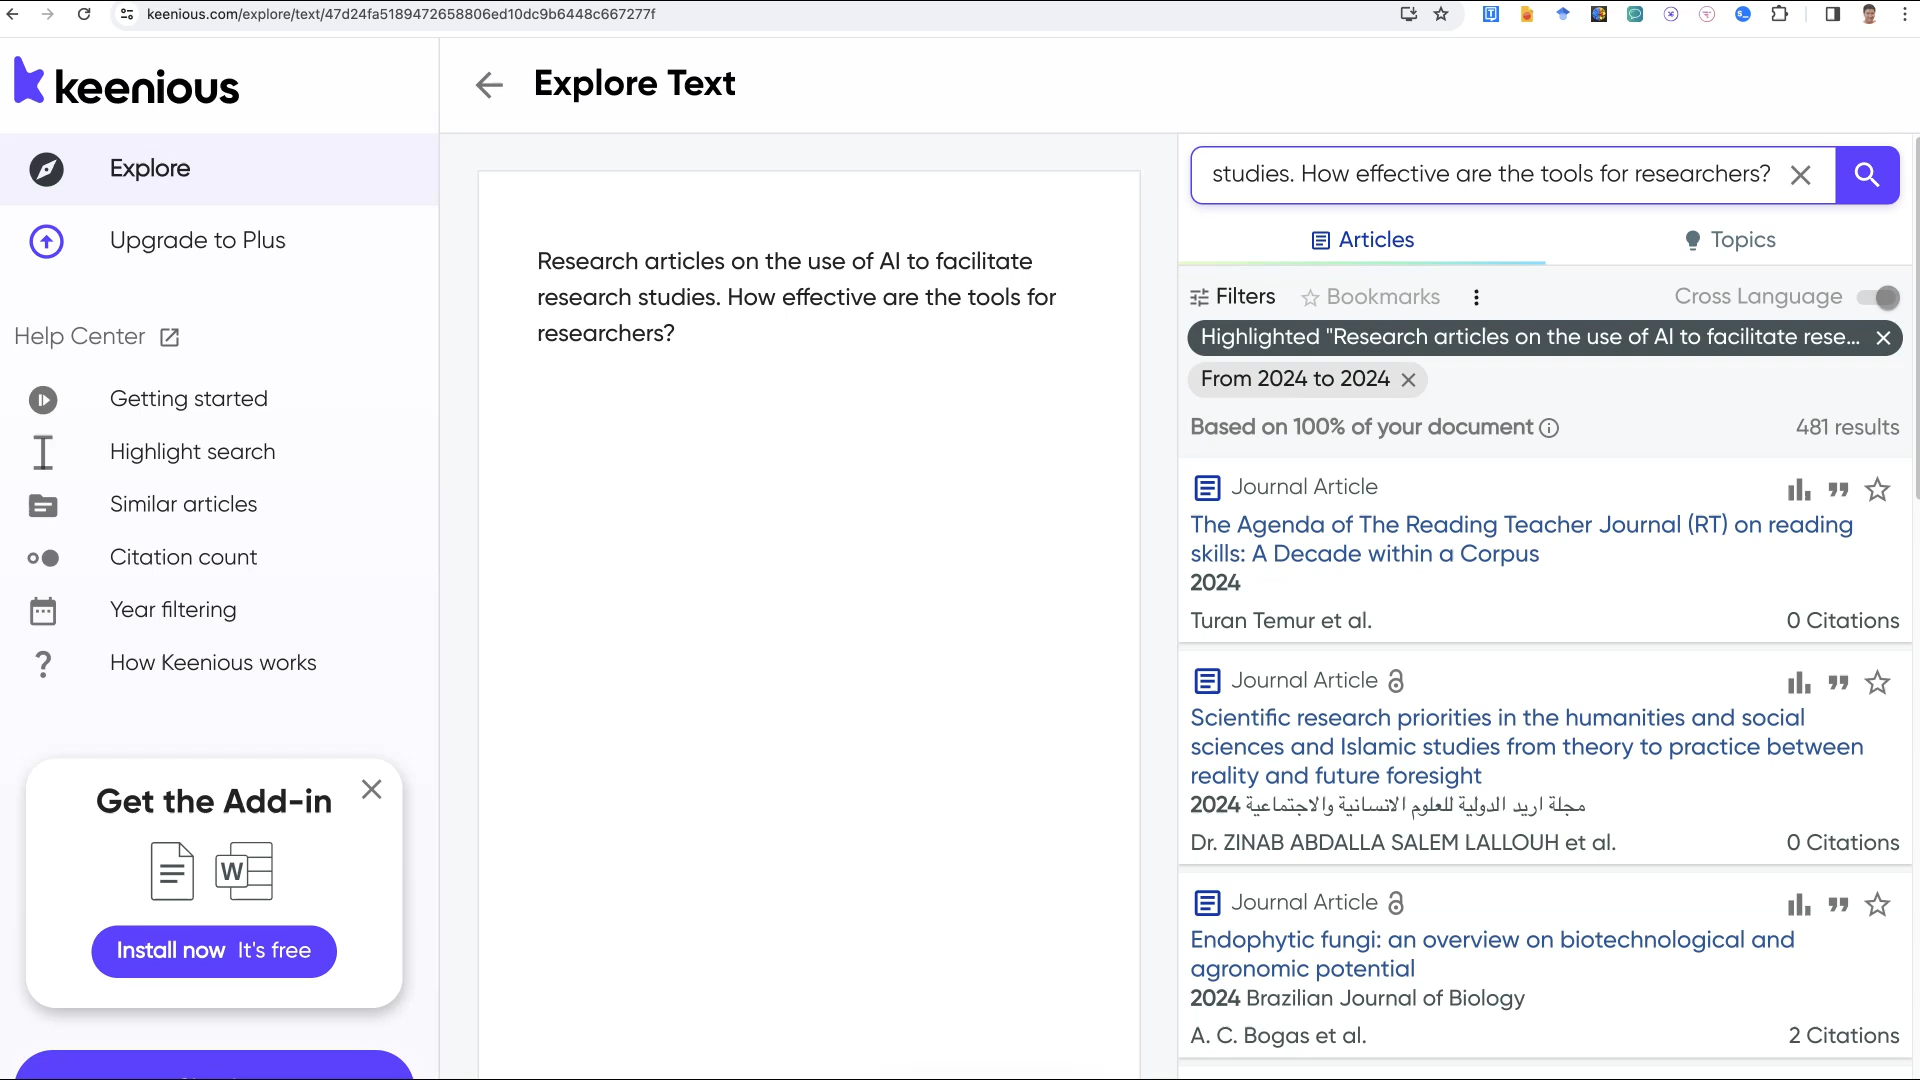 keenious.com/explore/text/47d24fa5189472658806ed10dc9b6448c667277f
keenious
Explore
Upgrade to Plus
Help Center
Getting started
Highlight search
Similar articles
Citation count
Year filtering
How Keenious works
Get the Add-in
W
Install now It's free
Explore Text
Research articles on the use of AI to facilitate
research studies. How effective are the tools for
researchers?
studies. How effective are the tools for researchers?
Articles
Topics
Filters
Bookmarks
Cross Language
Highlighted "Research articles on the use of AI to facilitate rese...
From 2024 to 2024
Based on 100% of your document
481 results
Journal Article
The Agenda of The Reading Teacher Journal (RT) on reading
skills: A Decade within a Corpus
2024
Turan Temur et al.
0 Citations
Journal Article
Scientific research priorities in the humanities and social
sciences and Islamic studies from theory to practice between
reality and future foresight
2024 مجلة اريد الدولية للعلوم الانسانية والاجتماعية
Dr. ZINAB ABDALLA SALEM LALLOUH et al.
0 Citations
Journal Article
Endophytic fungi: an overview on biotechnological and
agronomic potential
2024 Brazilian Journal of Biology
A. C. Bogas et al.
2 Citations